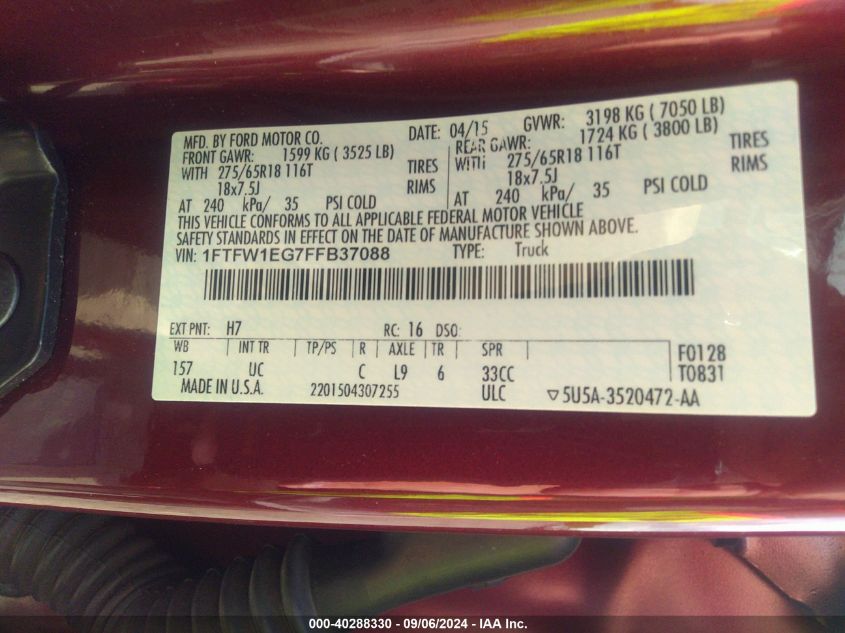 MFD. BY FORD MOTOR CO. DATE: 04/15 GVWR: 3198 KG ( 7050 LB)
FRONT GAWR: 1599 KG ( 3525 LB) REAR GAWR: 1724 KG ( 3800 LB)
WITH 275/65R18 116T TIRES WITH 275/65R18 116T TIRES
18x7.5J RIMS 18x7.5J RIMS
AT 240 kPa/ 35 PSI COLD AT 240 kPa/ 35 PSI COLD
THIS VEHICLE CONFORMS TO ALL APPLICABLE FEDERAL MOTOR VEHICLE
SAFETY STANDARDS IN EFFECT ON THE DATE OF MANUFACTURE SHOWN ABOVE.
VIN: 1FTFW1EG7FFB37088 TYPE: Truck
EXT PNT: H7 RC: 16 DSO:
WB INT TR TP/PS R AXLE TR SPR F0128
157 UC C L9 6 33CC T0831
MADE IN U.S.A. 2201504307255 ULC ▽5U5A-3520472-AA
000-40288330 - 09/06/2024 - IAA Inc.